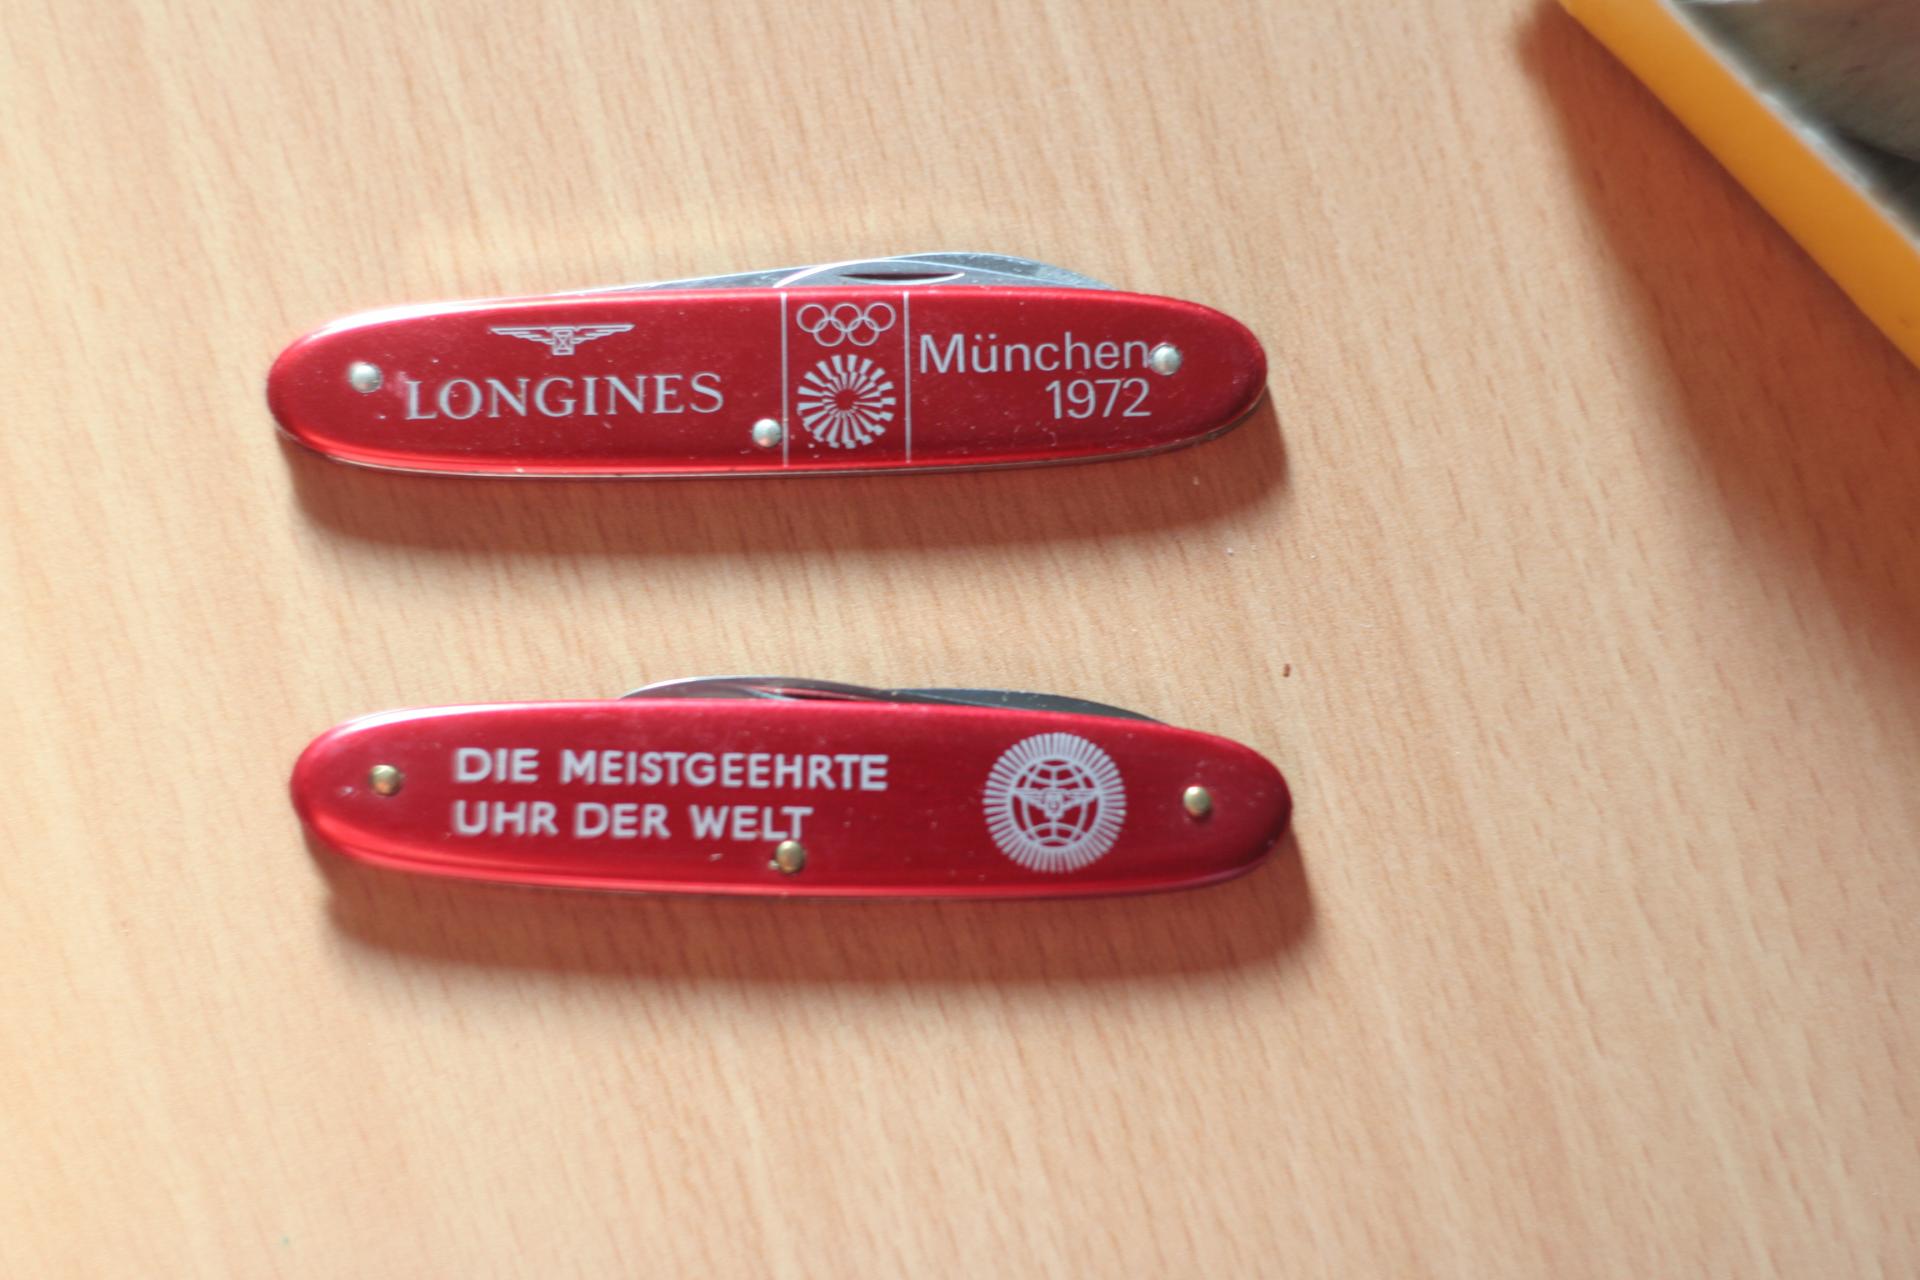 LONGINES
München
1972
DIE MEISTGEEHRTE
UHR DER WELT